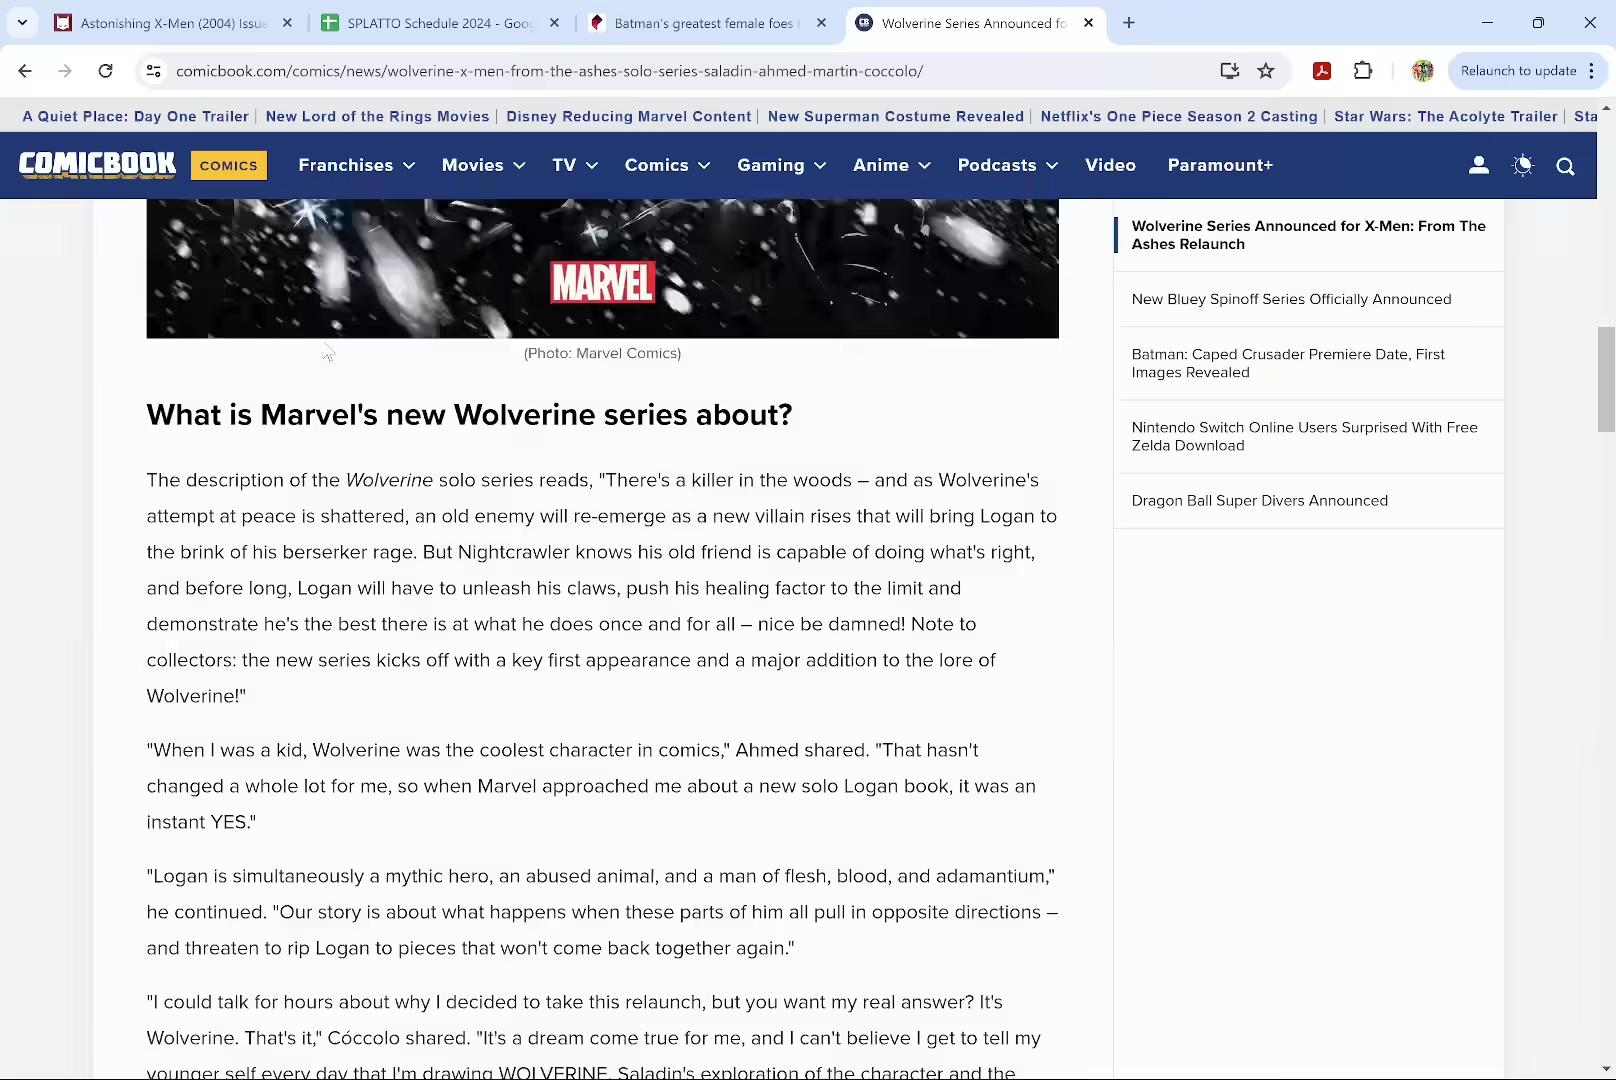 Astonishing X-Men (2004) Issue
SPLATTO Schedule 2024 - Goog
Batman's greatest female foes
Wolverine Series Announced fo
comicbook.com/comics/news/wolverine-x-men-from-the-ashes-solo-series-saladin-ahmed-martin-coccolo/
Relaunch to update
A Quiet Place: Day One Trailer
New Lord of the Rings Movies
Disney Reducing Marvel Content
New Superman Costume Revealed
Netflix's One Piece Season 2 Casting
Star Wars: The Acolyte Trailer
Sta
COMICBOOK
COMICS
Franchises
Movies
TV
Comics
Gaming
Anime
Podcasts
Video
Paramount+
MARVEL
(Photo: Marvel Comics)
What is Marvel's new Wolverine series about?
The description of the Wolverine solo series reads, "There's a killer in the woods – and as Wolverine's
attempt at peace is shattered, an old enemy will re-emerge as a new villain rises that will bring Logan to
the brink of his berserker rage. But Nightcrawler knows his old friend is capable of doing what's right,
and before long, Logan will have to unleash his claws, push his healing factor to the limit and
demonstrate he's the best there is at what he does once and for all – nice be damned! Note to
collectors: the new series kicks off with a key first appearance and a major addition to the lore of
Wolverine!"
"When I was a kid, Wolverine was the coolest character in comics," Ahmed shared. "That hasn't
changed a whole lot for me, so when Marvel approached me about a new solo Logan book, it was an
instant YES."
"Logan is simultaneously a mythic hero, an abused animal, and a man of flesh, blood, and adamantium,"
he continued. "Our story is about what happens when these parts of him all pull in opposite directions –
and threaten to rip Logan to pieces that won't come back together again."
"I could talk for hours about why I decided to take this relaunch, but you want my real answer? It's
Wolverine. That's it," Cóccolo shared. "It's a dream come true for me, and I can't believe I get to tell my
younger self every day that I'm drawing WOLVERINE. Saladin's exploration of the character and the
Wolverine Series Announced for X-Men: From The
Ashes Relaunch
New Bluey Spinoff Series Officially Announced
Batman: Caped Crusader Premiere Date, First
Images Revealed
Nintendo Switch Online Users Surprised With Free
Zelda Download
Dragon Ball Super Divers Announced